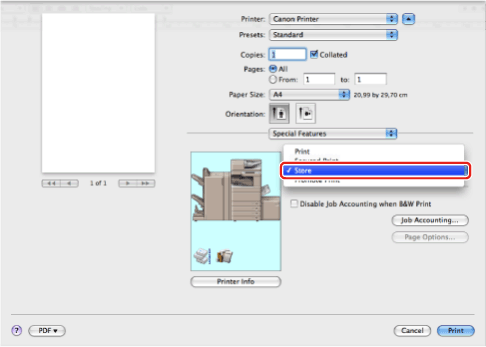 Printer: Canon Printer
Presets: Standard
Copies: 1 Collated
Pages: All
From: 1 to: 1
Paper Size: A4 20,99 by 29,70 cm
Orientation:
Special Features
Print
Secured Print
Store
Promote Print
1 of 1
Disable Job Accounting when B&W Print
Job Accounting...
Page Options...
Printer Info
? PDF Cancel Print